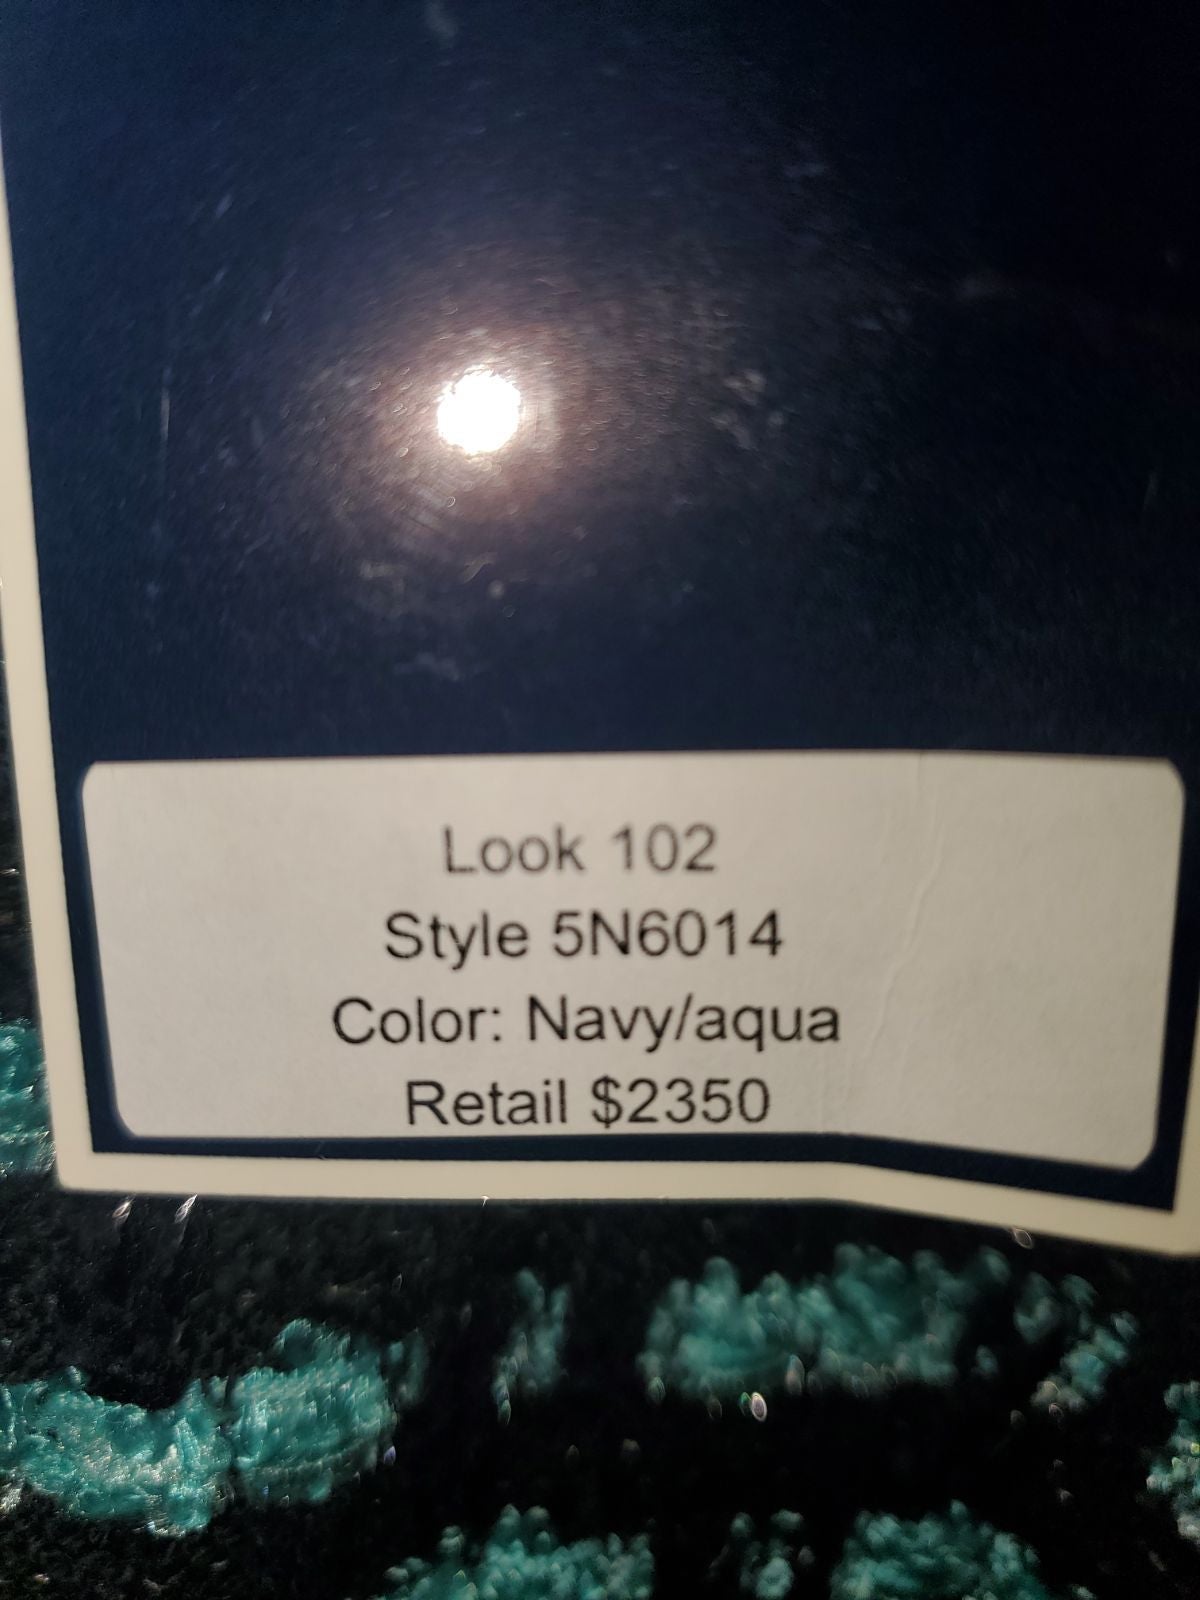 Look 102
Style 5N6014
Color: Navy/aqua
Retail $2350